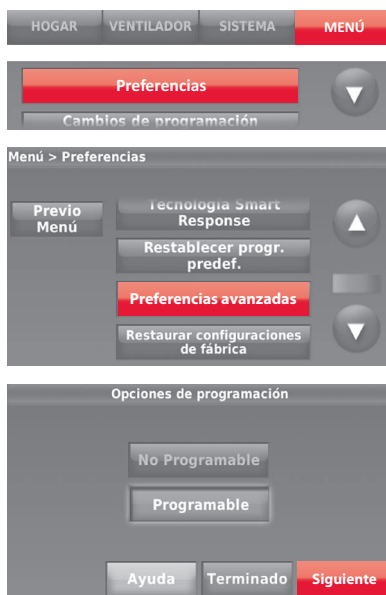 HOGAR VENTILADOR SISTEMA MENÚ
Preferencias
Cambios de programación
Menú > Preferencias
Previo
Menú
Tecnología Smart
Response
Restablecer progr.
predef.
Preferencias avanzadas
Restaurar configuraciones
de fábrica
Opciones de programación
No Programable
Programable
Ayuda Terminado Siguiente